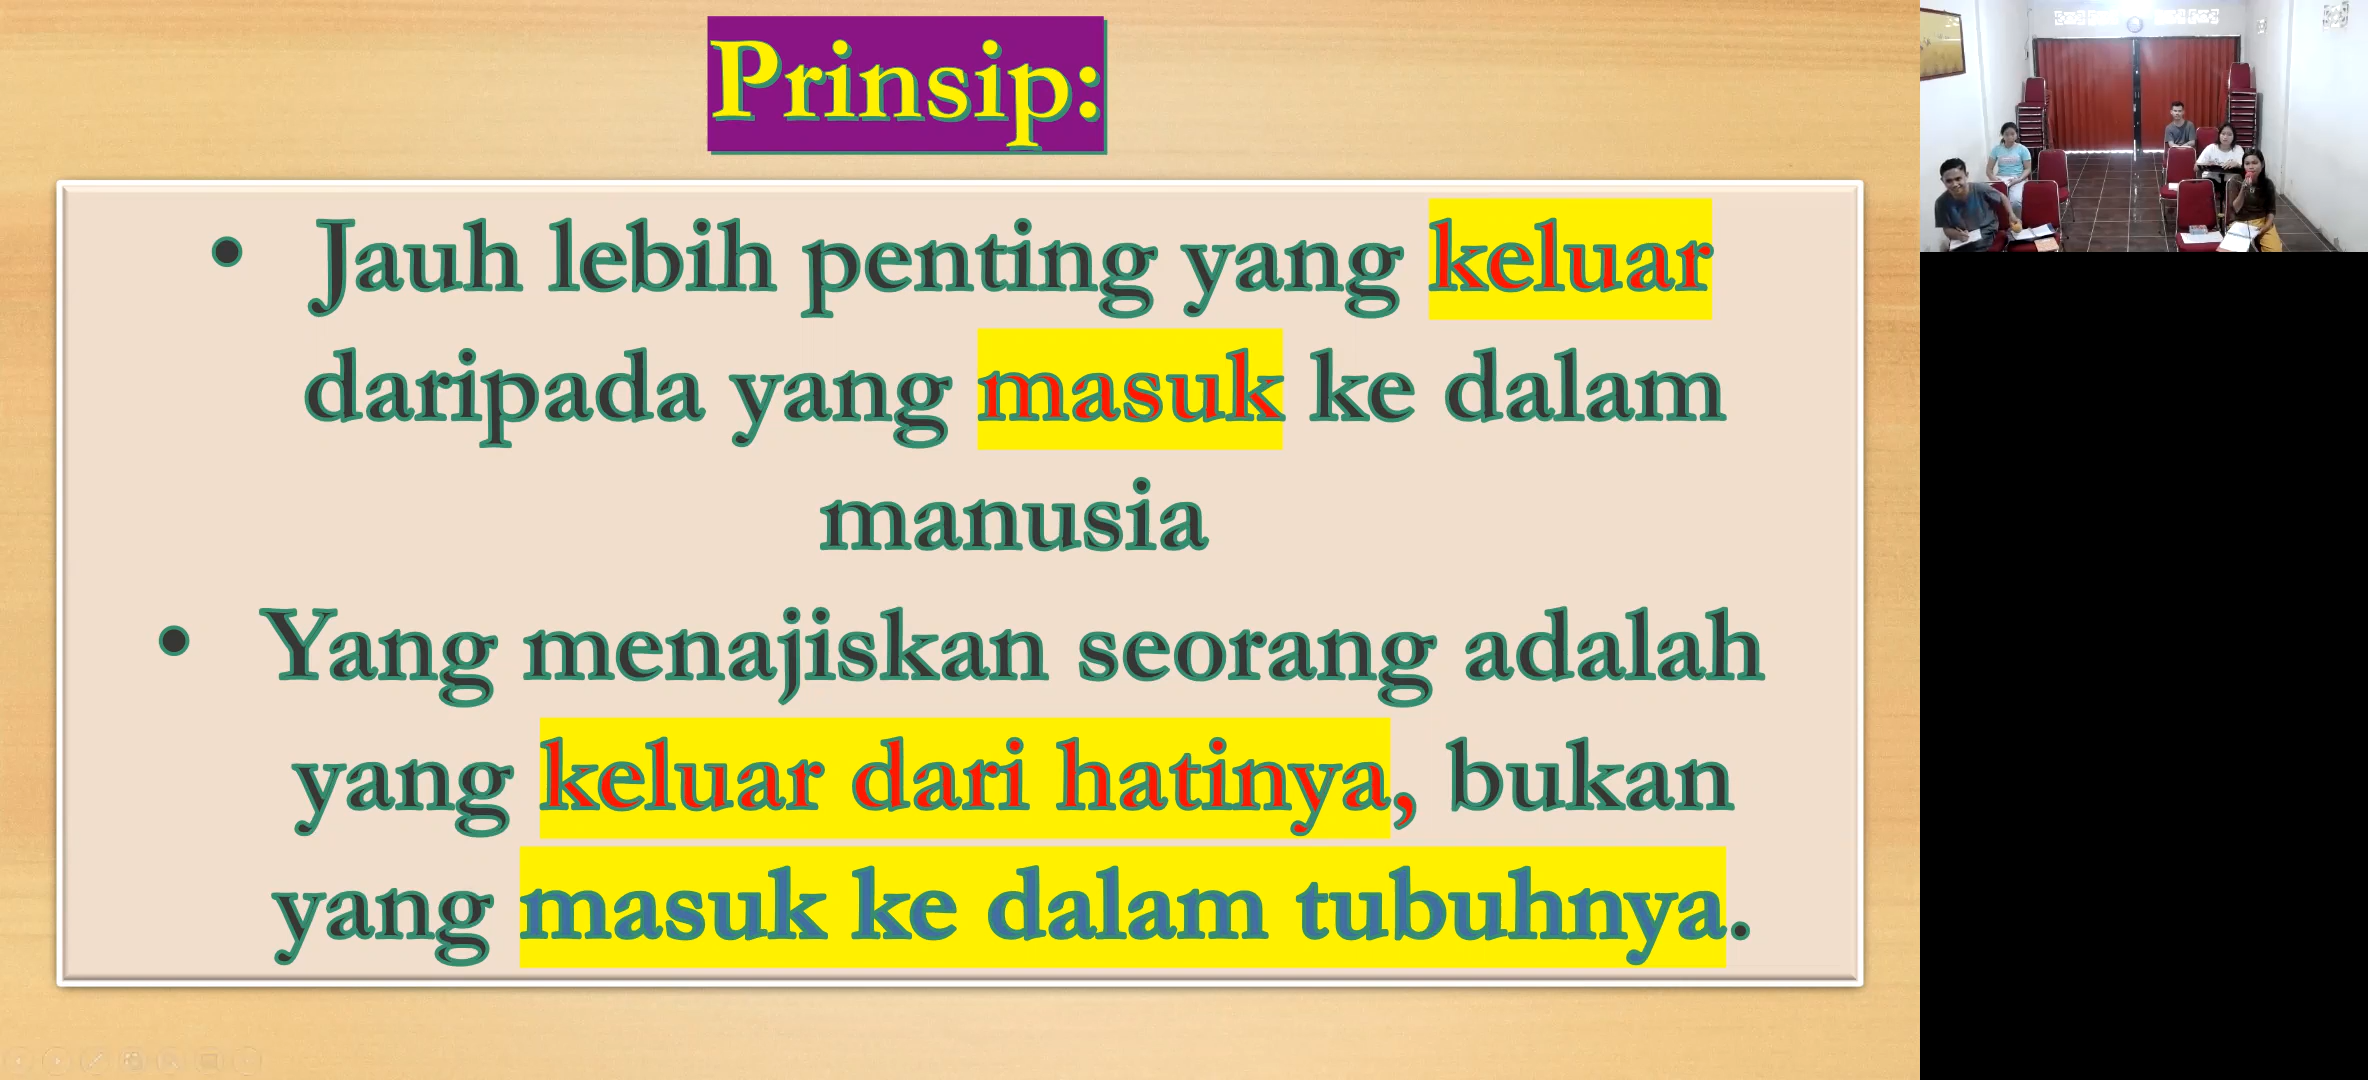 Prinsip:
• Jauh lebih penting yang keluar
daripada yang masuk ke dalam
manusia
• Yang menajiskan seorang adalah
yang keluar dari hatinya, bukan
yang masuk ke dalam tubuhnya.